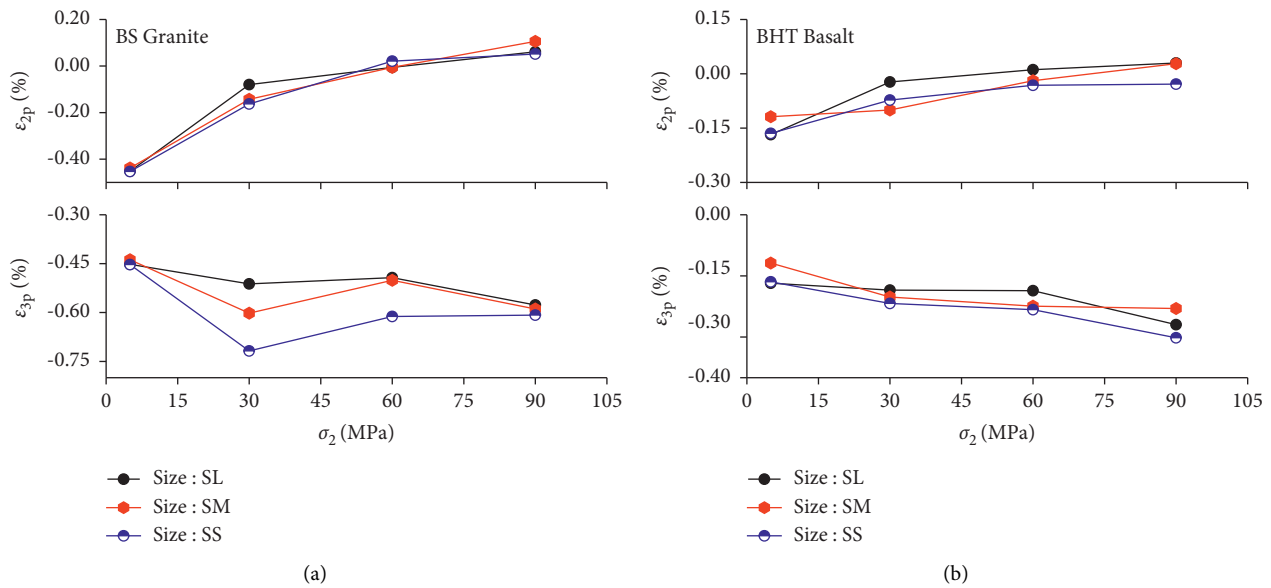 BS Granite
0.20
0.00
-0.20
-0.40
ε2p (%)
-0.30
-0.45
-0.60
-0.75
ε3p (%)
0 15 30 45 60 75 90 105
σ2 (MPa)
Size : SL
Size : SM
Size : SS
(a)
BHT Basalt
0.15
0.00
-0.15
-0.30
ε2p (%)
0.00
-0.15
-0.30
-0.40
ε3p (%)
0 15 30 45 60 75 90 105
σ2 (MPa)
Size : SL
Size : SM
Size : SS
(b)